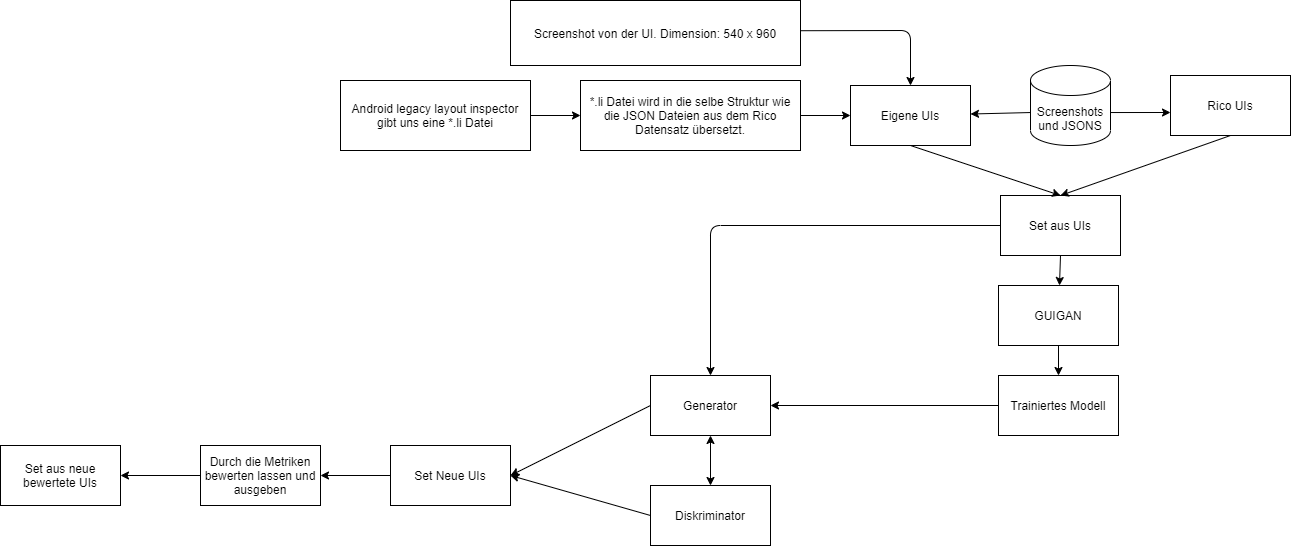 Screenshot von der UI. Dimension: 540 x 960
Android legacy layout inspector
gibt uns eine *.li Datei
*.li Datei wird in die selbe Struktur wie
die JSON Dateien aus dem Rico
Datensatz übersetzt.
Eigene UIs
Screenshots
und JSONS
Rico UIs
Set aus UIs
GUIGAN
Trainiertes Modell
Generator
Diskriminator
Set Neue UIs
Durch die Metriken
bewerten lassen und
ausgeben
Set aus neue
bewertete UIs